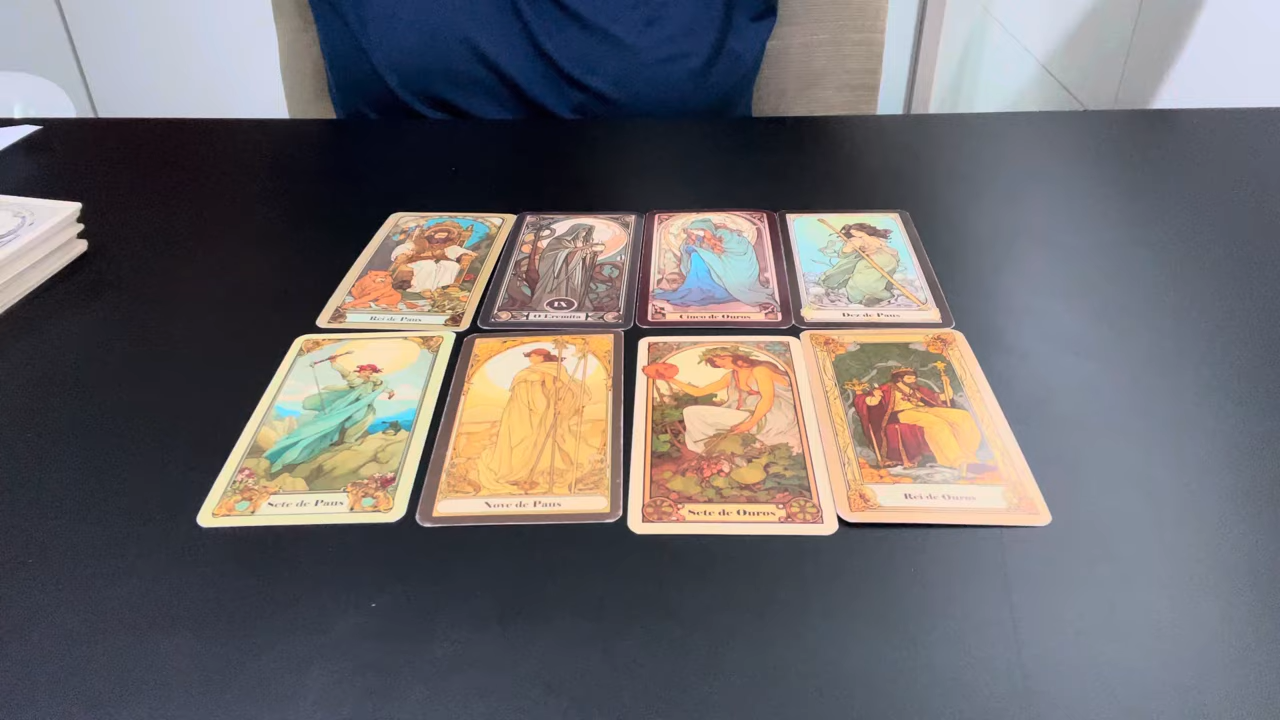 Rei de Paus
IX
O Eremita
Cinco de Ouros
Dez de Paus
Sete de Paus
Nove de Paus
Sete de Ouros
Rei de Ouros